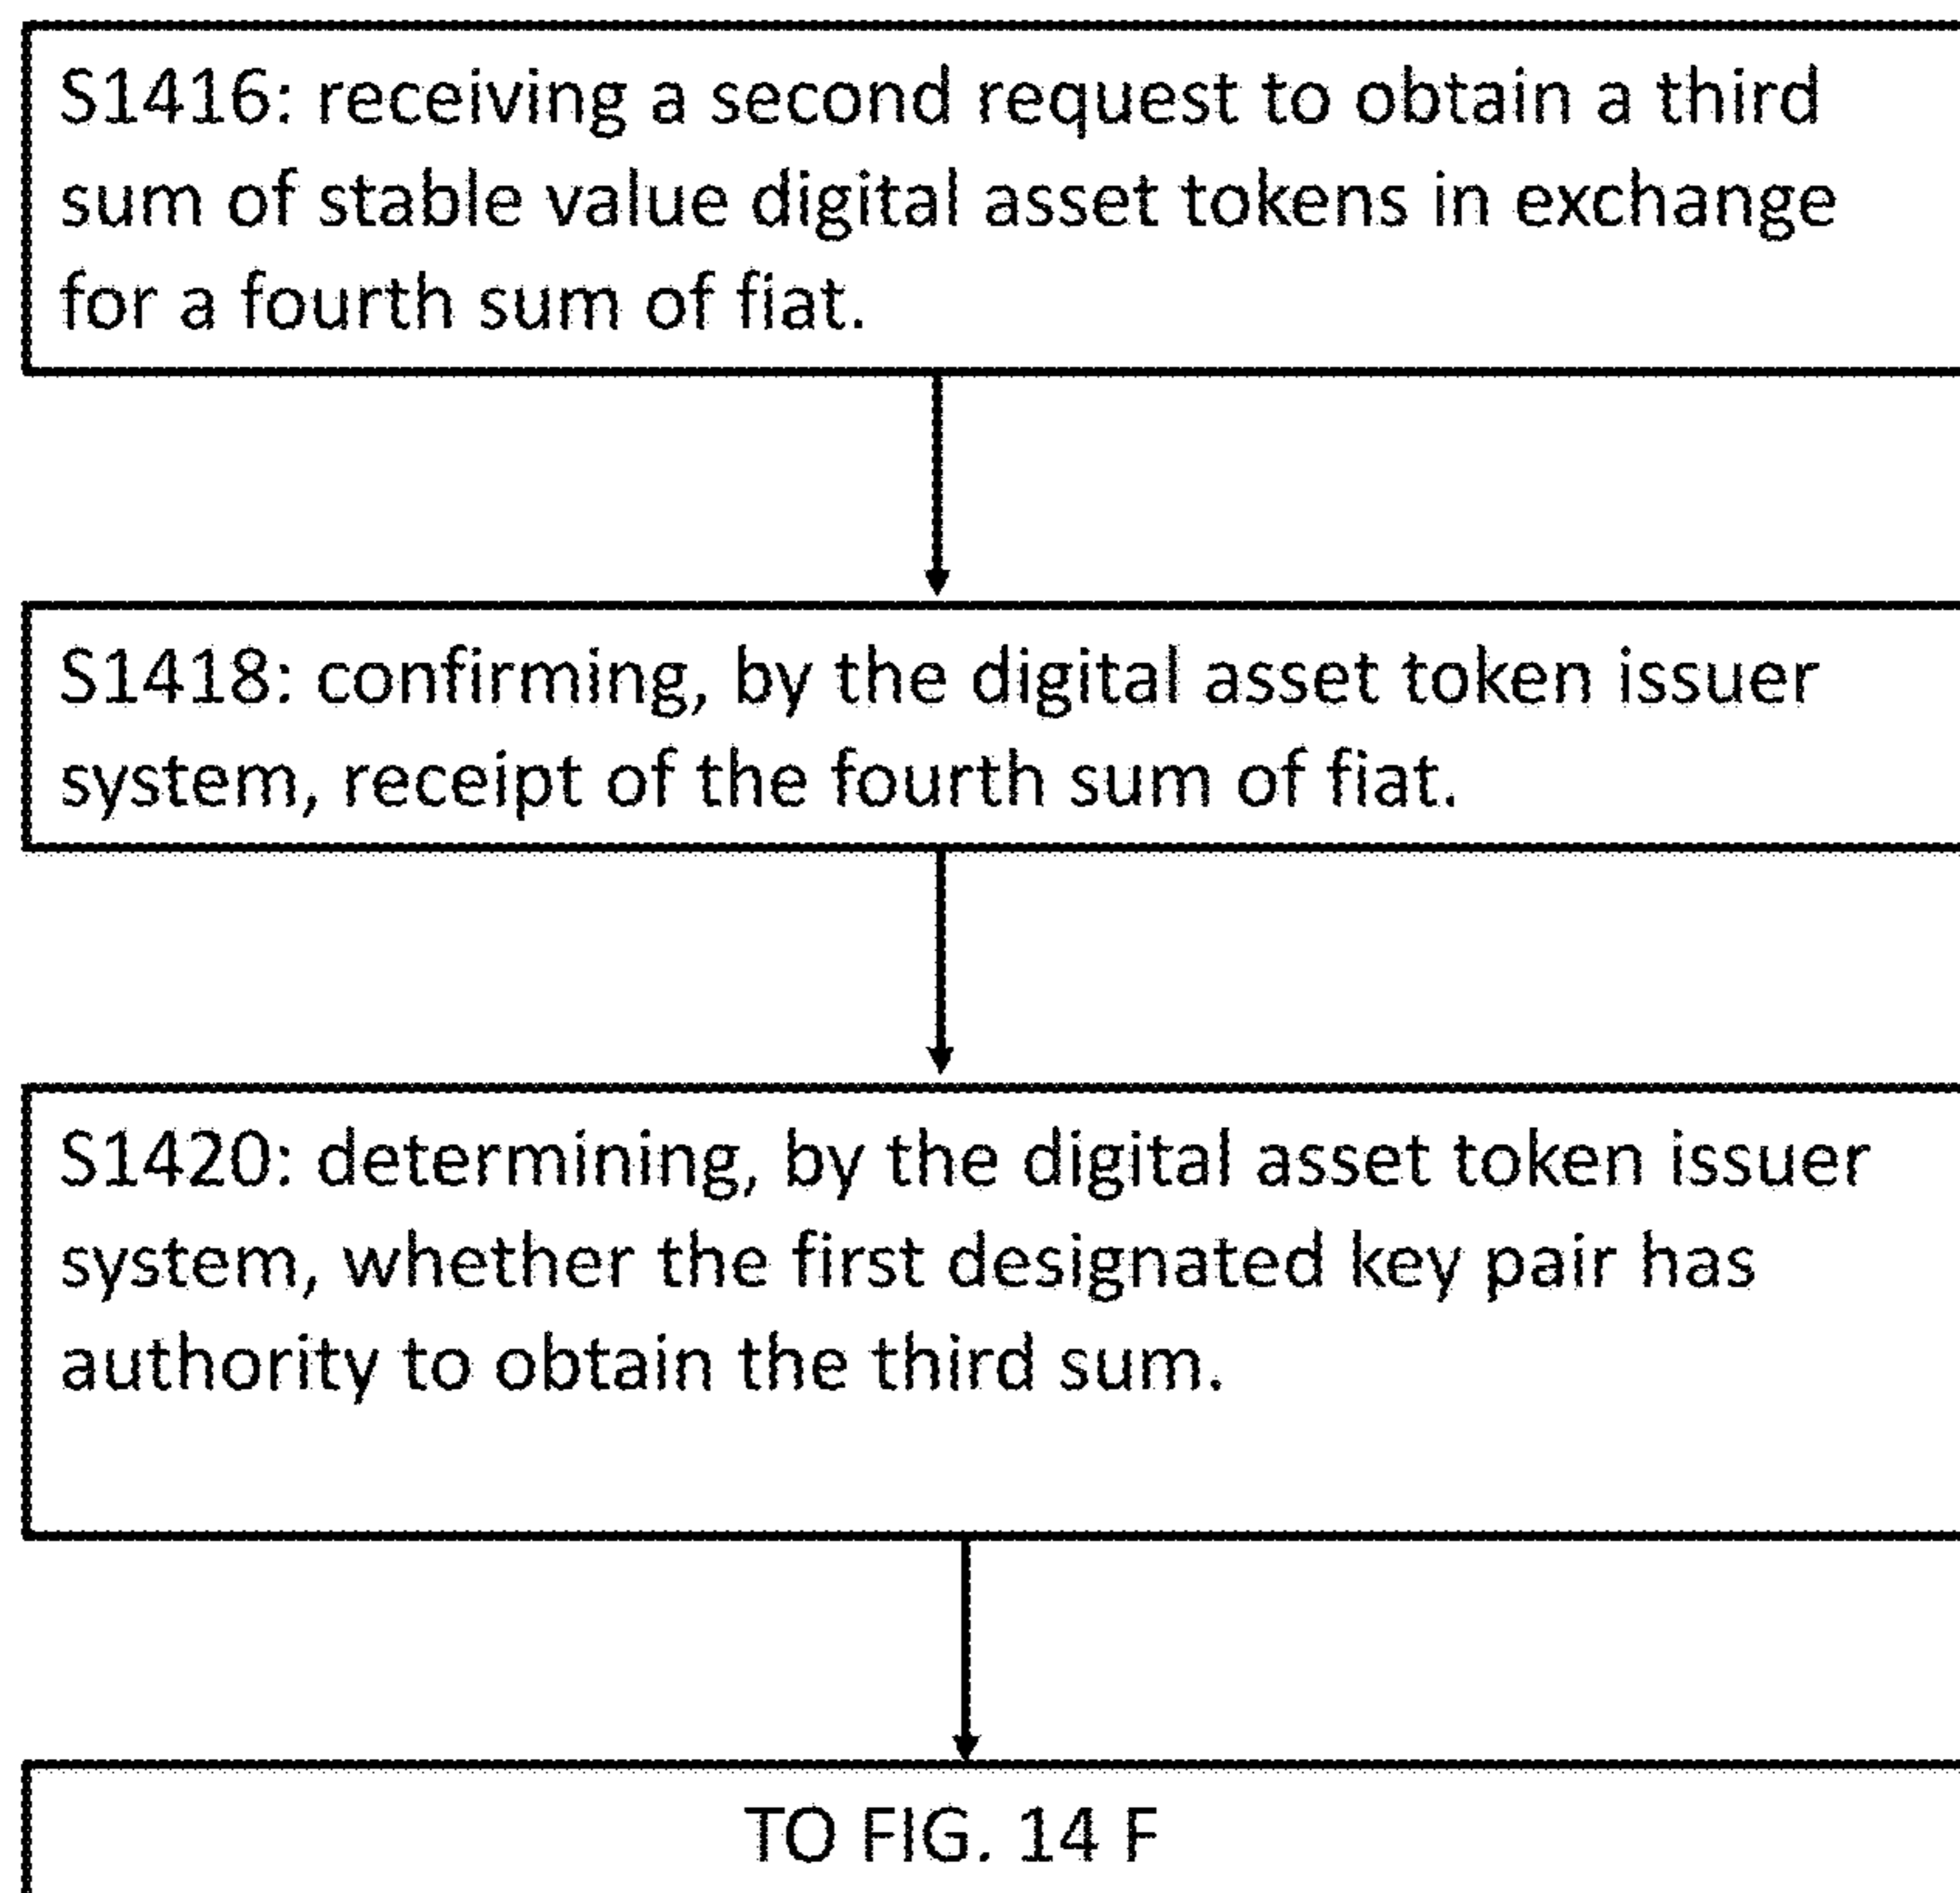 S1416: receiving a second request to obtain a third
sum of stable value digital asset tokens in exchange
for a fourth sum of fiat.
S1418: confirming, by the digital asset token issuer
system, receipt of the fourth sum of fiat.
S1420: determining, by the digital asset token issuer
system, whether the first designated key pair has
authority to obtain the third sum.
TO FIG. 14 F